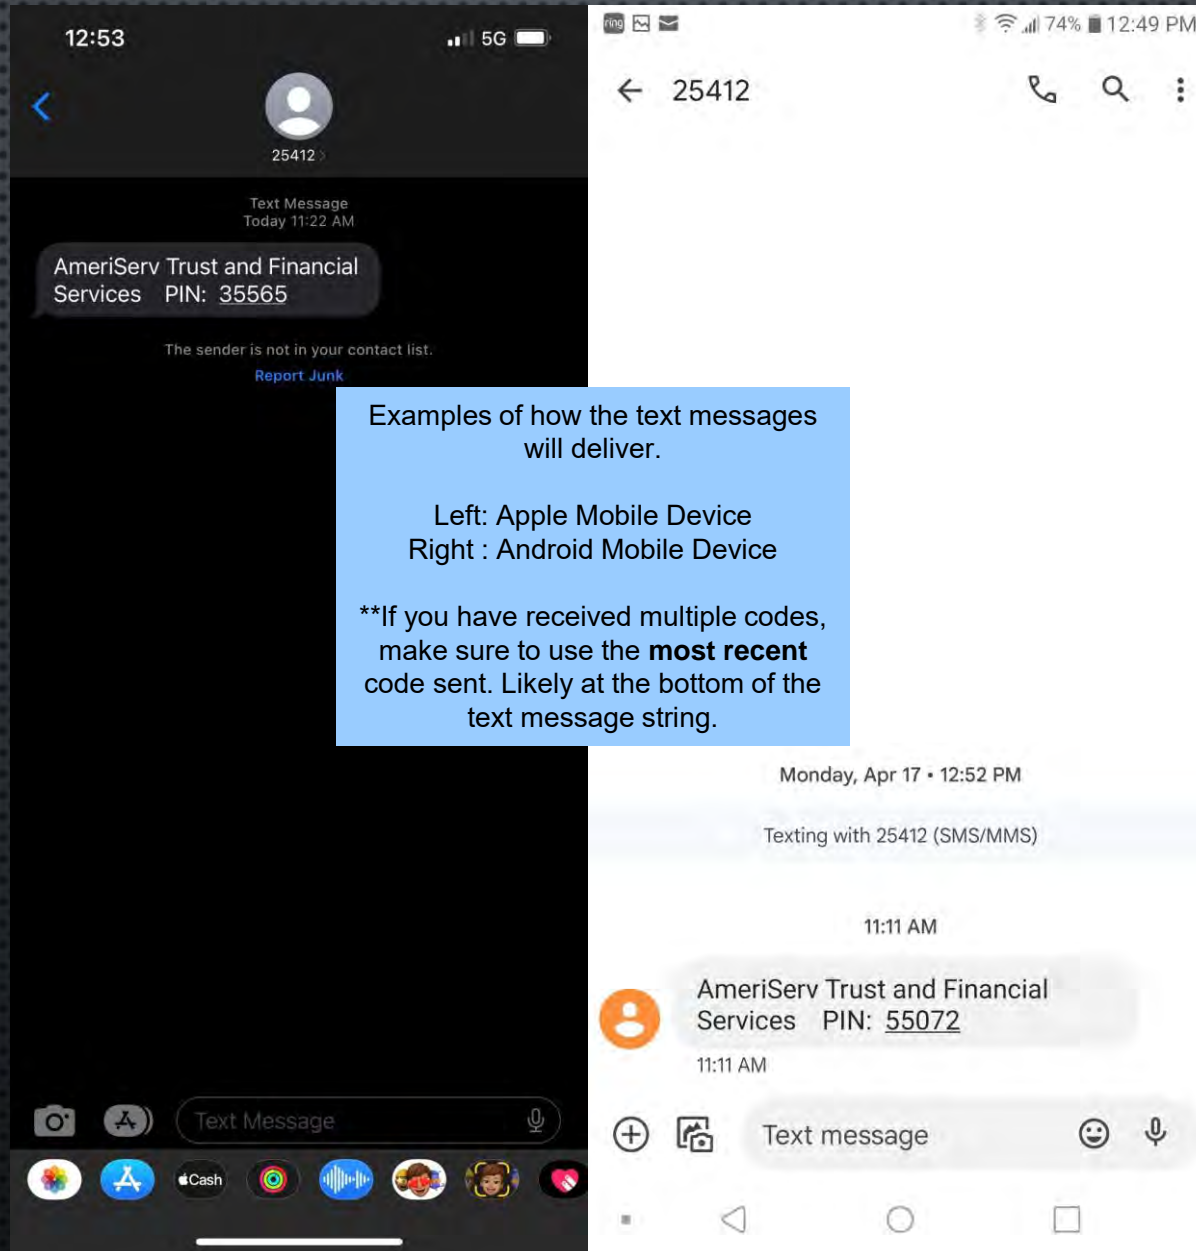 12:53
5G
25412
Text Message
Today 11:22 AM
AmeriServ Trust and Financial
Services PIN: 35565
The sender is not in your contact list.
Report Junk
Text Message
Cash
ring
74% 12:49 PM
25412
Examples of how the text messages
will deliver.
Left: Apple Mobile Device
Right : Android Mobile Device
**If you have received multiple codes,
make sure to use the most recent
code sent. Likely at the bottom of the
text message string.
Monday, Apr 17 • 12:52 PM
Texting with 25412 (SMS/MMS)
11:11 AM
AmeriServ Trust and Financial
Services PIN: 55072
11:11 AM
Text message